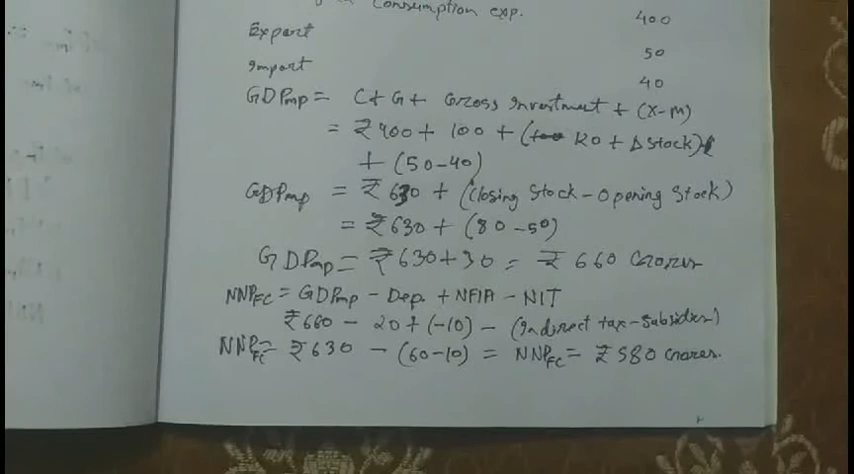 Consumption exp. 400
Export 50
Import 40
GDPmp = C+ G+ Gross investment + (X-M)
= ₹400+ 100 + ( 120 + Δ Stock)
+ (50-40)
GDPmp = ₹ 630 + (Closing Stock - Opening Stock)
= ₹630 + (80 -50)
GDPmp = ₹630+30 = ₹ 660 Crores
NNPFC = GDPmp - Dep. + NFIA - NIT
₹660 - 20+(-10) - (Indirect tax-Subsidies)
NNPFC = ₹630 - (60-10) = NNPFC = ₹580 Crores.